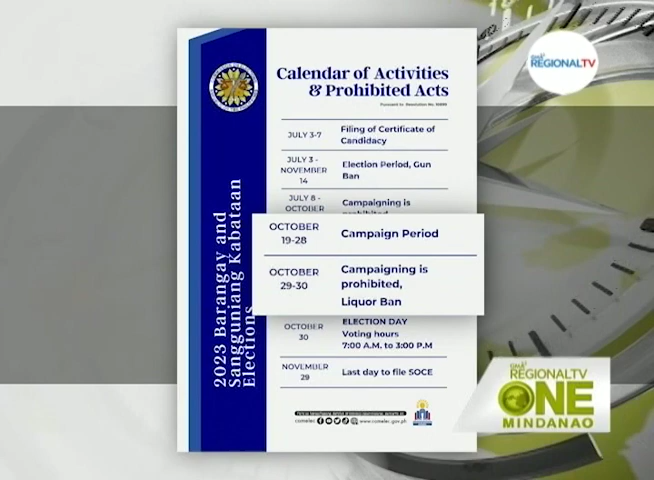 GMA
REGIONALTV
Calendar of Activities
& Prohibited Acts
JULY 3-7
Filing of Certificate of
Candidacy
JULY 3 -
NOVEMBER
14
Election Period, Gun
Ban
JULY 8 -
OCTOBER
Campaigning is
prohibited
OCTOBER
19-28
Campaign Period
OCTOBER
29-30
Campaigning is
prohibited,
Liquor Ban
OCTOBER
30
ELECTION DAY
Voting hours
7:00 A.M. to 3:00 P.M
NOVEMBER
29
Last day to file SOCE
2023 Barangay and
Sangguniang Kabataan
Elections
comelec
www.comelec.gov.ph
GMA
REGIONALTV
ONE
MINDANAO